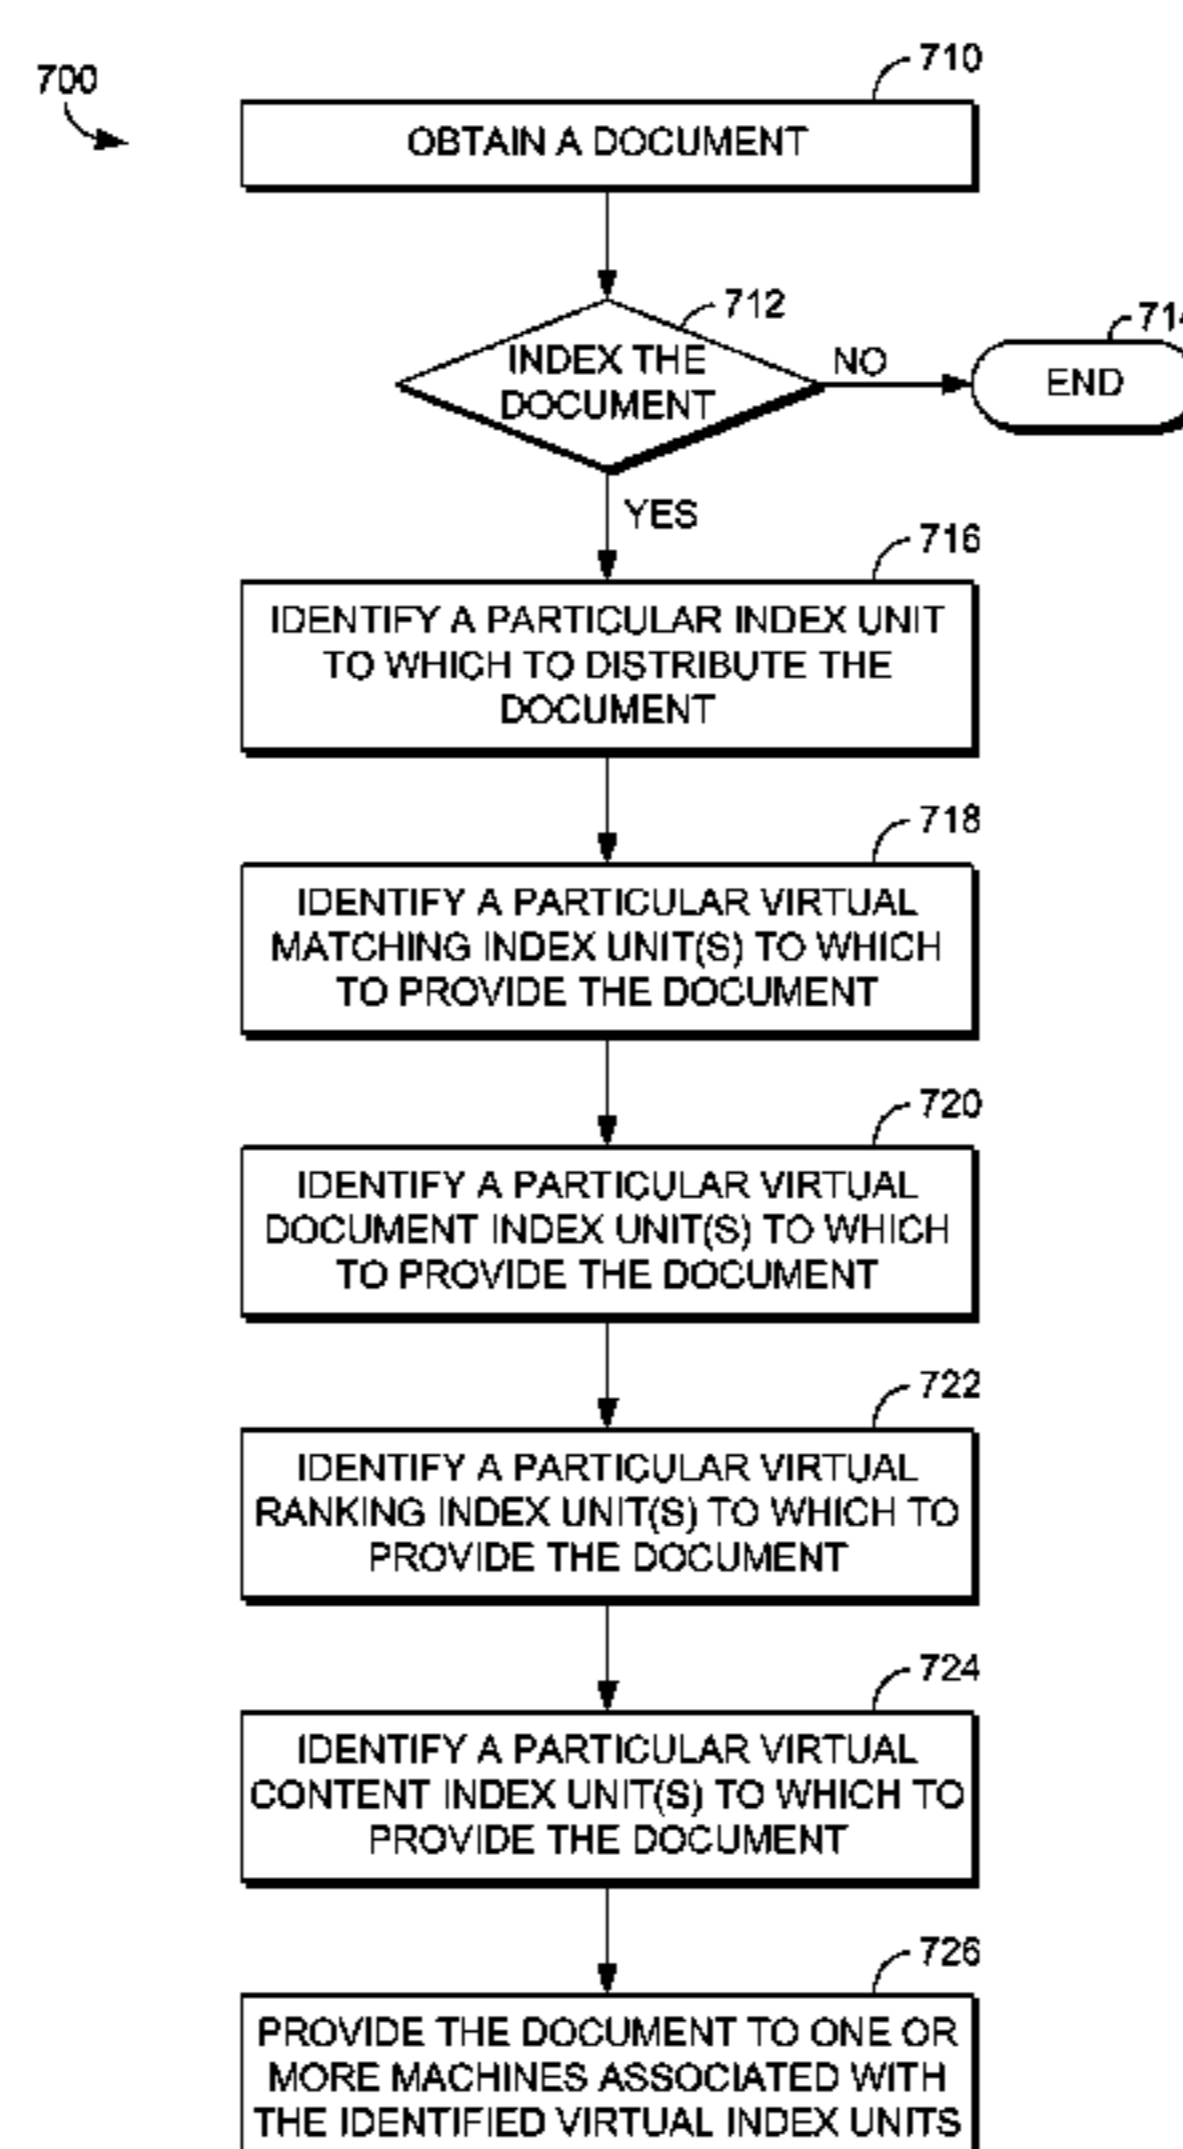 700
710
OBTAIN A DOCUMENT
712
INDEX THE
DOCUMENT
NO
714
END
YES
716
IDENTIFY A PARTICULAR INDEX UNIT
TO WHICH TO DISTRIBUTE THE
DOCUMENT
718
IDENTIFY A PARTICULAR VIRTUAL
MATCHING INDEX UNIT(S) TO WHICH
TO PROVIDE THE DOCUMENT
720
IDENTIFY A PARTICULAR VIRTUAL
DOCUMENT INDEX UNIT(S) TO WHICH
TO PROVIDE THE DOCUMENT
722
IDENTIFY A PARTICULAR VIRTUAL
RANKING INDEX UNIT(S) TO WHICH TO
PROVIDE THE DOCUMENT
724
IDENTIFY A PARTICULAR VIRTUAL
CONTENT INDEX UNIT(S) TO WHICH TO
PROVIDE THE DOCUMENT
726
PROVIDE THE DOCUMENT TO ONE OR
MORE MACHINES ASSOCIATED WITH
THE IDENTIFIED VIRTUAL INDEX UNITS